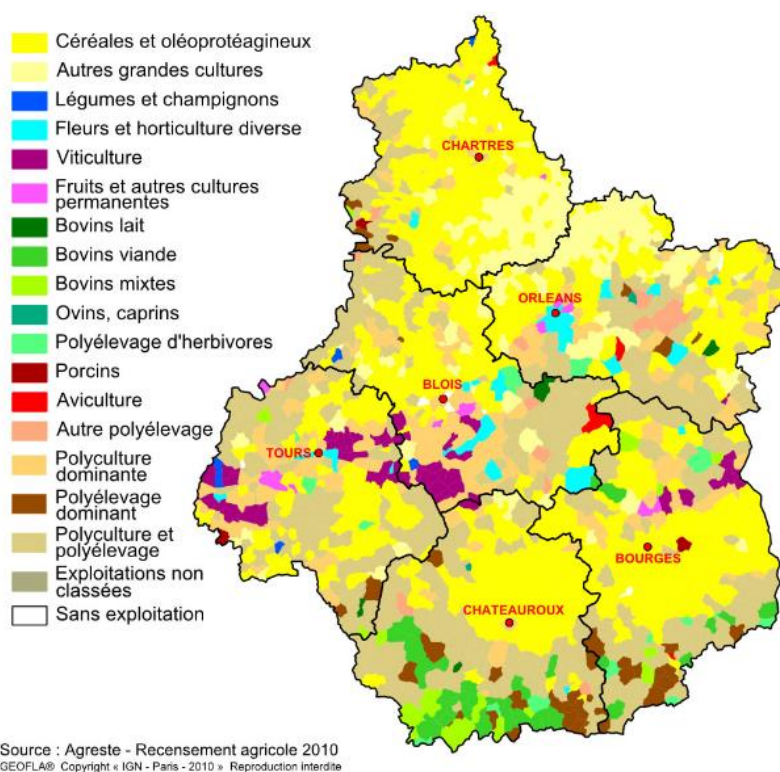 Céréales et oléoprotéagineux
Autres grandes cultures
Légumes et champignons
Fleurs et horticulture diverse
Viticulture
Fruits et autres cultures
permanentes
Bovins lait
Bovins viande
Bovins mixtes
Ovins, caprins
Polyélevage d'herbivores
Porcins
Aviculture
Autre polyélevage
Polyculture
dominante
Polyélevage
dominant
Polyculture et
polyélevage
Exploitations non
classées
Sans exploitation
CHARTRES
ORLEANS
BLOIS
TOURS
BOURGES
CHATEAUROUX
Source : Agreste - Recensement agricole 2010
GEOFLA® Copyright « IGN - Paris - 2010 » Reproduction interdite